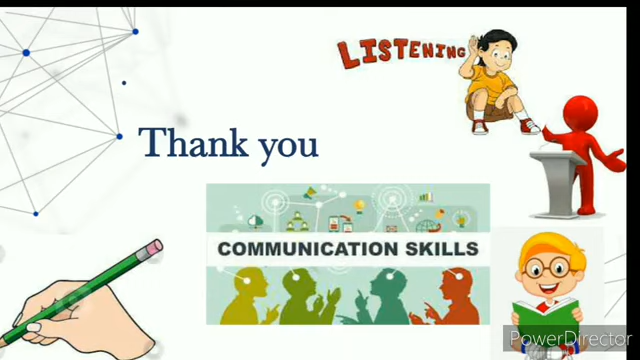 LISTENING
Thank you
COMMUNICATION SKILLS
PowerDirector